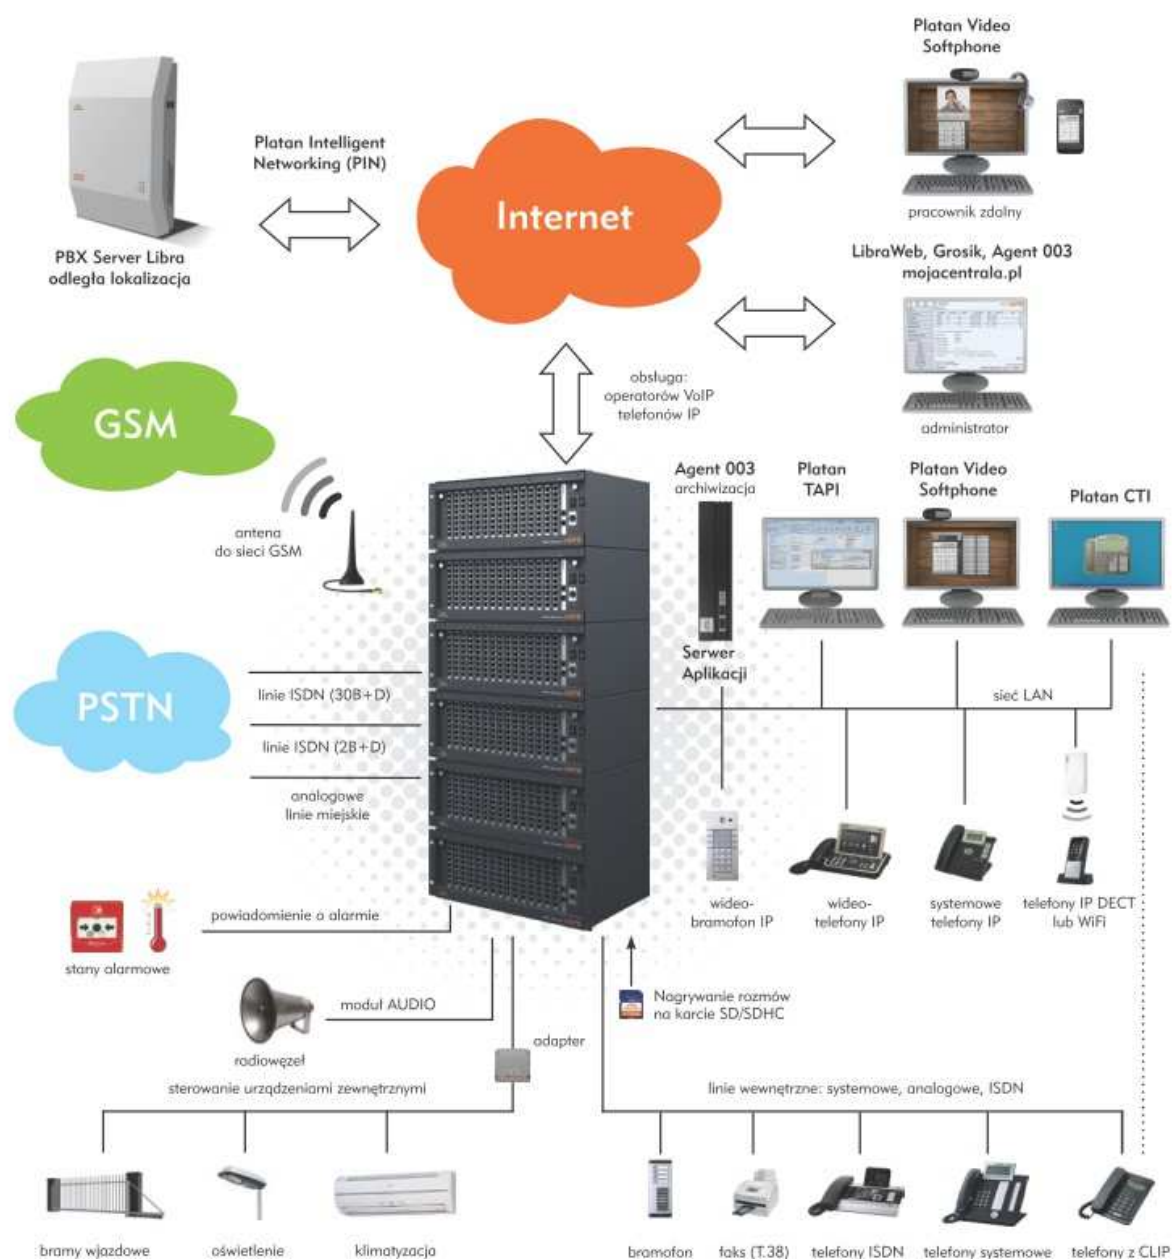 Platan Video
Softphone
Platan Intelligent
Networking (PIN)
Internet
pracownik zdalny
PBX Server Libra
odległa lokalizacja
LibraWeb, Grosik, Agent 003
mojacentrala.pl
obsługa:
operatorów VoIP
telefonów IP
administrator
GSM
antena
do sieci GSM
Agent 003
archiwizacja
Platan
TAPI
Platan Video
Softphone
Platan CTI
Serwer
Aplikacji
PSTN
linie ISDN (30B+D)
linie ISDN (2B+D)
analogowe
linie miejskie
sieć LAN
wideo-
bramofon IP
wideo-
telefony IP
systemowe
telefony IP
telefony IP DECT
lub WiFi
powiadomienie o alarmie
stany alarmowe
moduł AUDIO
radiowęzeł
Nagrywanie rozmów
na karcie SD/SDHC
adapter
sterowanie urządzeniami zewnętrznymi
linie wewnętrzne: systemowe, analogowe, ISDN
bramy wjazdowe
oświetlenie
klimatyzacja
bramofon
faks (T.38)
telefony ISDN
telefony systemowe
telefony z CLIP